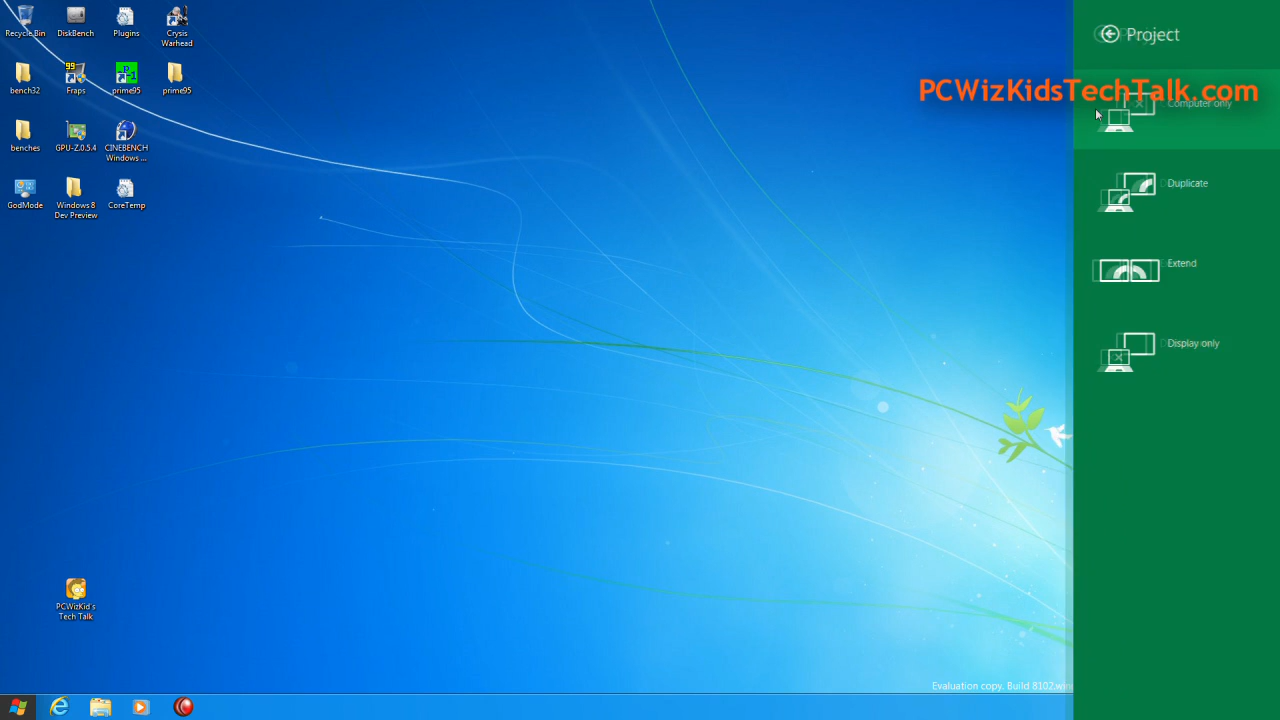 Recycle Bin
DiskBench
Plugins
Crysis
Warhead
bench32
99
Fraps
P-1
prime95
prime95
benches
GPU-Z.0.5.4
CINEBENCH
Windows ...
GodMode
Windows 8
Dev Preview
CoreTemp
PCWizKid's
Tech Talk
Project
PCWizKidsTechTalk.com
Computer only
Duplicate
Extend
Display only
Evaluation copy. Build 8102.win